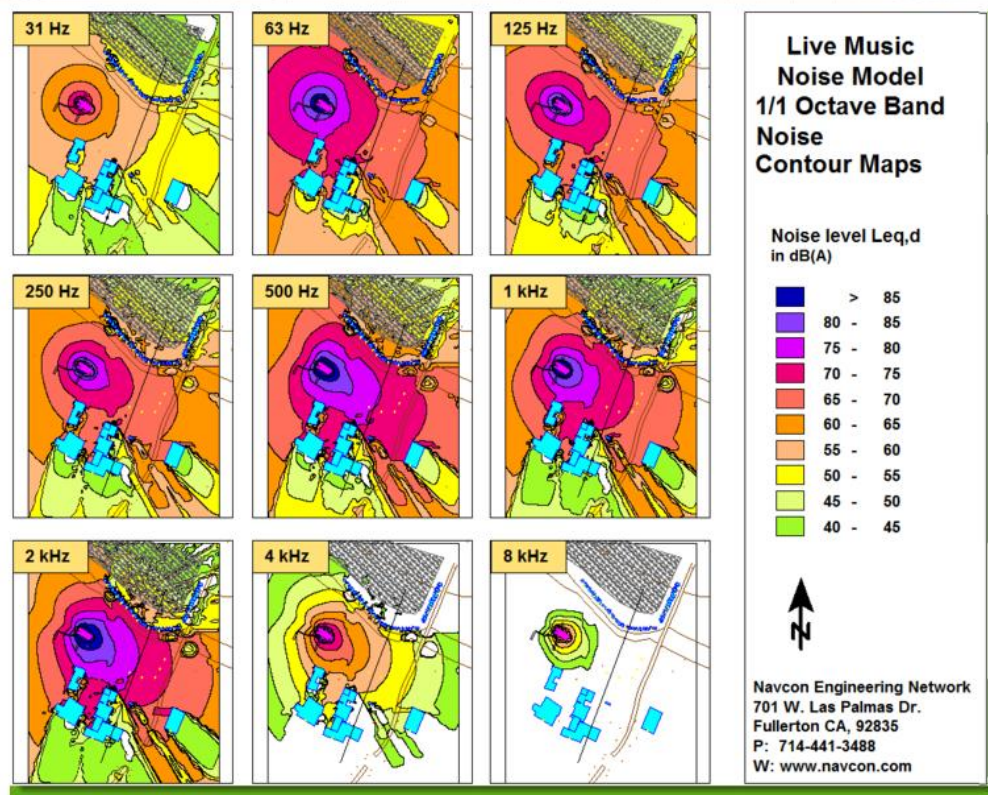 31 Hz
63 Hz
125 Hz
Live Music
Noise Model
1/1 Octave Band
Noise
Contour Maps
Noise level Leq,d
in dB(A)
> 85
80 - 85
75 - 80
70 - 75
65 - 70
60 - 65
55 - 60
50 - 55
45 - 50
40 - 45
250 Hz
500 Hz
1 kHz
2 kHz
4 kHz
8 kHz
N
Navcon Engineering Network
701 W. Las Palmas Dr.
Fullerton CA, 92835
P: 714-441-3488
W: www.navcon.com